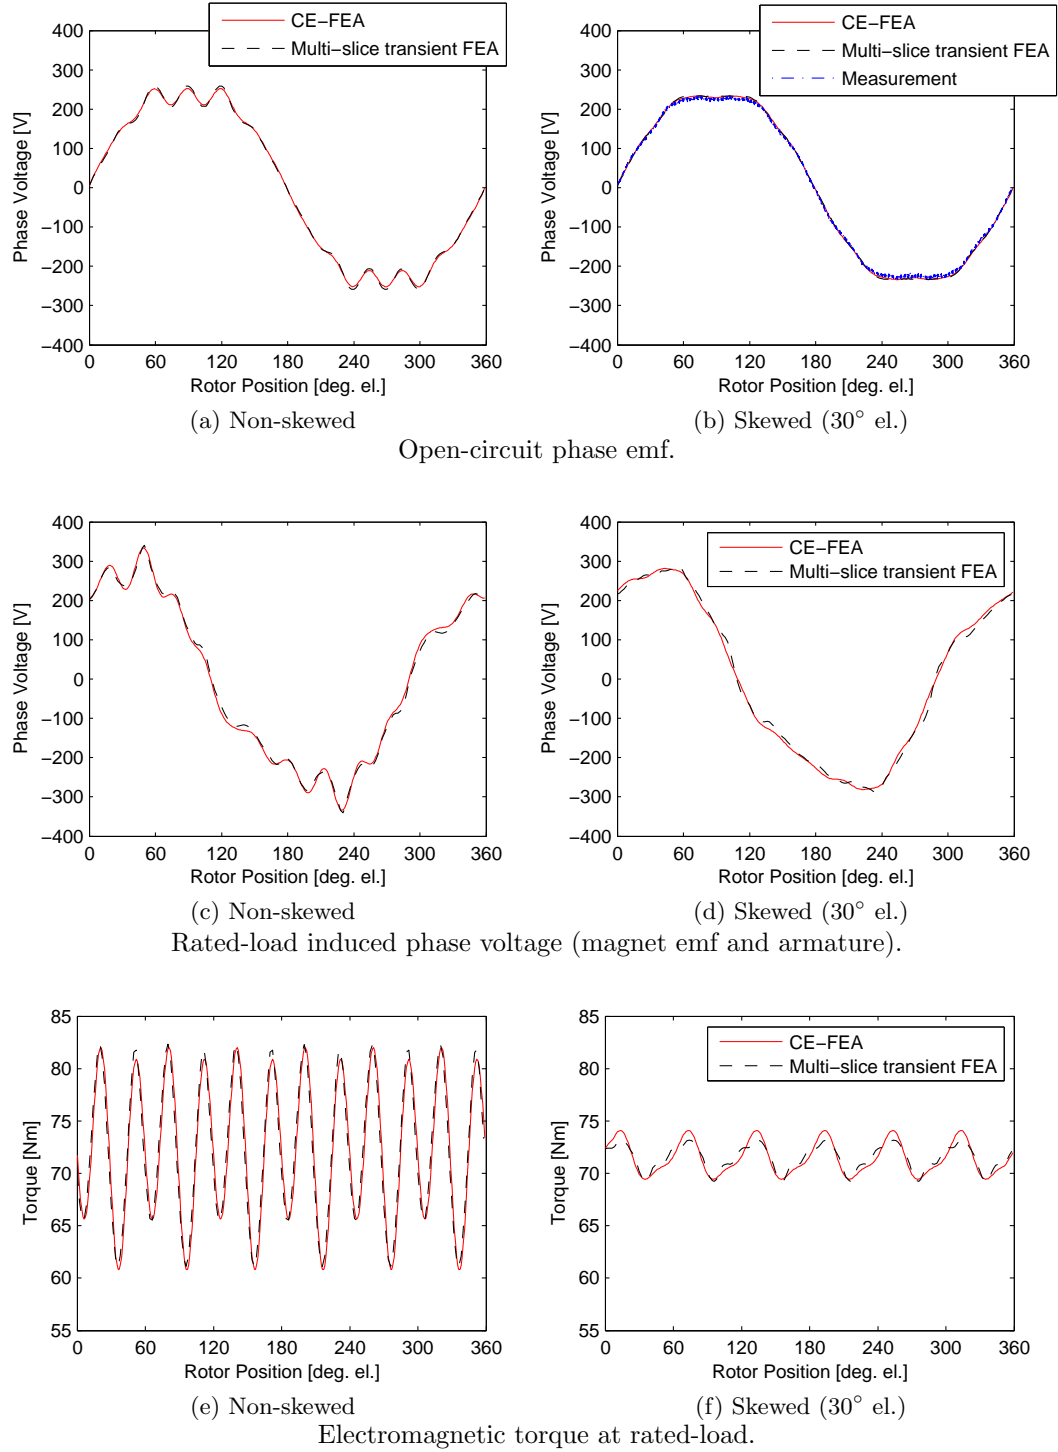 CE−FEA
Multi−slice transient FEA
400
300
200
100
0
−100
−200
−300
−400
Phase Voltage [V]
0 60 120 180 240 300 360
Rotor Position [deg. el.]
(a) Non-skewed
CE−FEA
Multi−slice transient FEA
Measurement
400
300
200
100
0
−100
−200
−300
−400
Phase Voltage [V]
0 60 120 180 240 300 360
Rotor Position [deg. el.]
(b) Skewed (30° el.)
Open-circuit phase emf.
400
300
200
100
0
−100
−200
−300
−400
Phase Voltage [V]
0 60 120 180 240 300 360
Rotor Position [deg. el.]
(c) Non-skewed
CE−FEA
Multi−slice transient FEA
400
300
200
100
0
−100
−200
−300
−400
Phase Voltage [V]
0 60 120 180 240 300 360
Rotor Position [deg. el.]
(d) Skewed (30° el.)
Rated-load induced phase voltage (magnet emf and armature).
85
80
75
70
65
60
55
Torque [Nm]
0 60 120 180 240 300 360
Rotor Position [deg. el.]
(e) Non-skewed
CE−FEA
Multi−slice transient FEA
85
80
75
70
65
60
55
Torque [Nm]
0 60 120 180 240 300 360
Rotor Position [deg. el.]
(f) Skewed (30° el.)
Electromagnetic torque at rated-load.